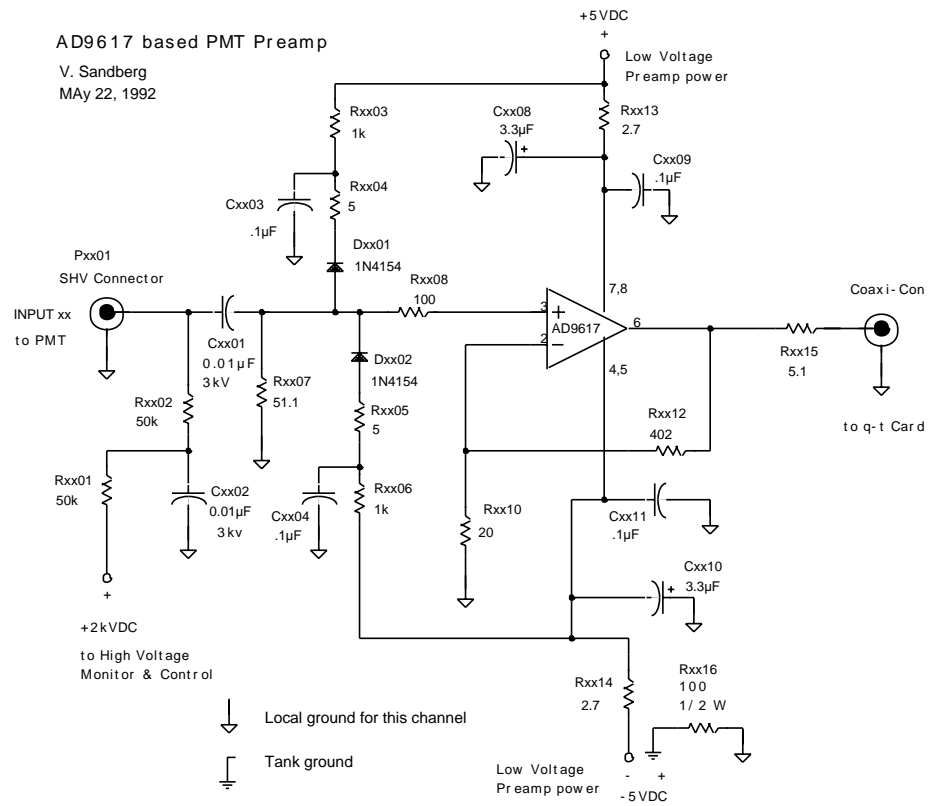 AD9617 based PMT Preamp
V. Sandberg
MAy 22, 1992
+5VDC
+
Low Voltage
Preamp power
Rxx03
1k
Cxx08
3.3µF
+
Rxx13
2.7
Cxx09
.1µF
Rxx04
5
Cxx03
.1µF
Dxx01
1N4154
Pxx01
SHV Connector
INPUT xx
to PMT
Rxx08
100
7,8
3
+
AD9617
2
−
6
4,5
Coaxi-Con
Cxx01
0.01µF
3kV
Dxx02
1N4154
Rxx15
5.1
Rxx07
51.1
Rxx02
50k
Rxx05
5
Rxx12
402
to q-t Card
Rxx01
50k
Cxx02
0.01µF
3kv
Cxx04
.1µF
Rxx06
1k
Rxx10
20
Cxx11
.1µF
Cxx10
3.3µF
+
+
+2kVDC
to High Voltage
Monitor & Control
Rxx14
2.7
Rxx16
100
1/2 W
Local ground for this channel
Tank ground
Low Voltage
Preamp power
- +
-5VDC